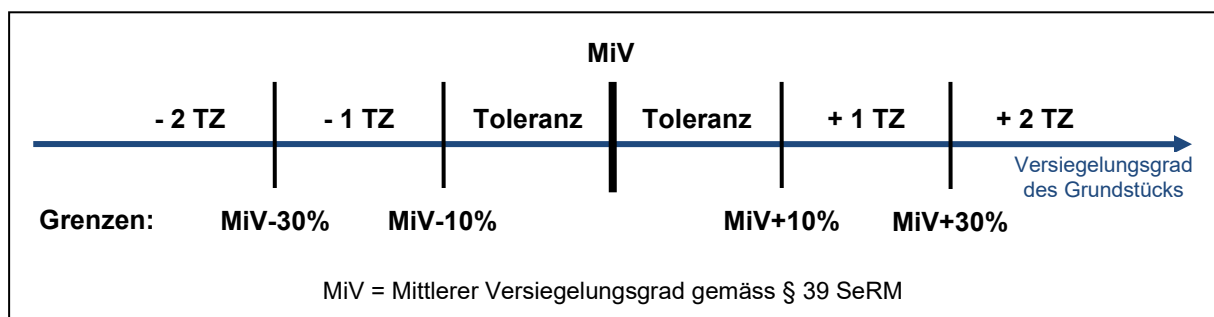 MiV
- 2 TZ - 1 TZ Toleranz Toleranz + 1 TZ + 2 TZ
Versiegelungsgrad
des Grundstücks
Grenzen: MiV-30% MiV-10% MiV+10% MiV+30%
MiV = Mittlerer Versiegelungsgrad gemäss § 39 SeRM